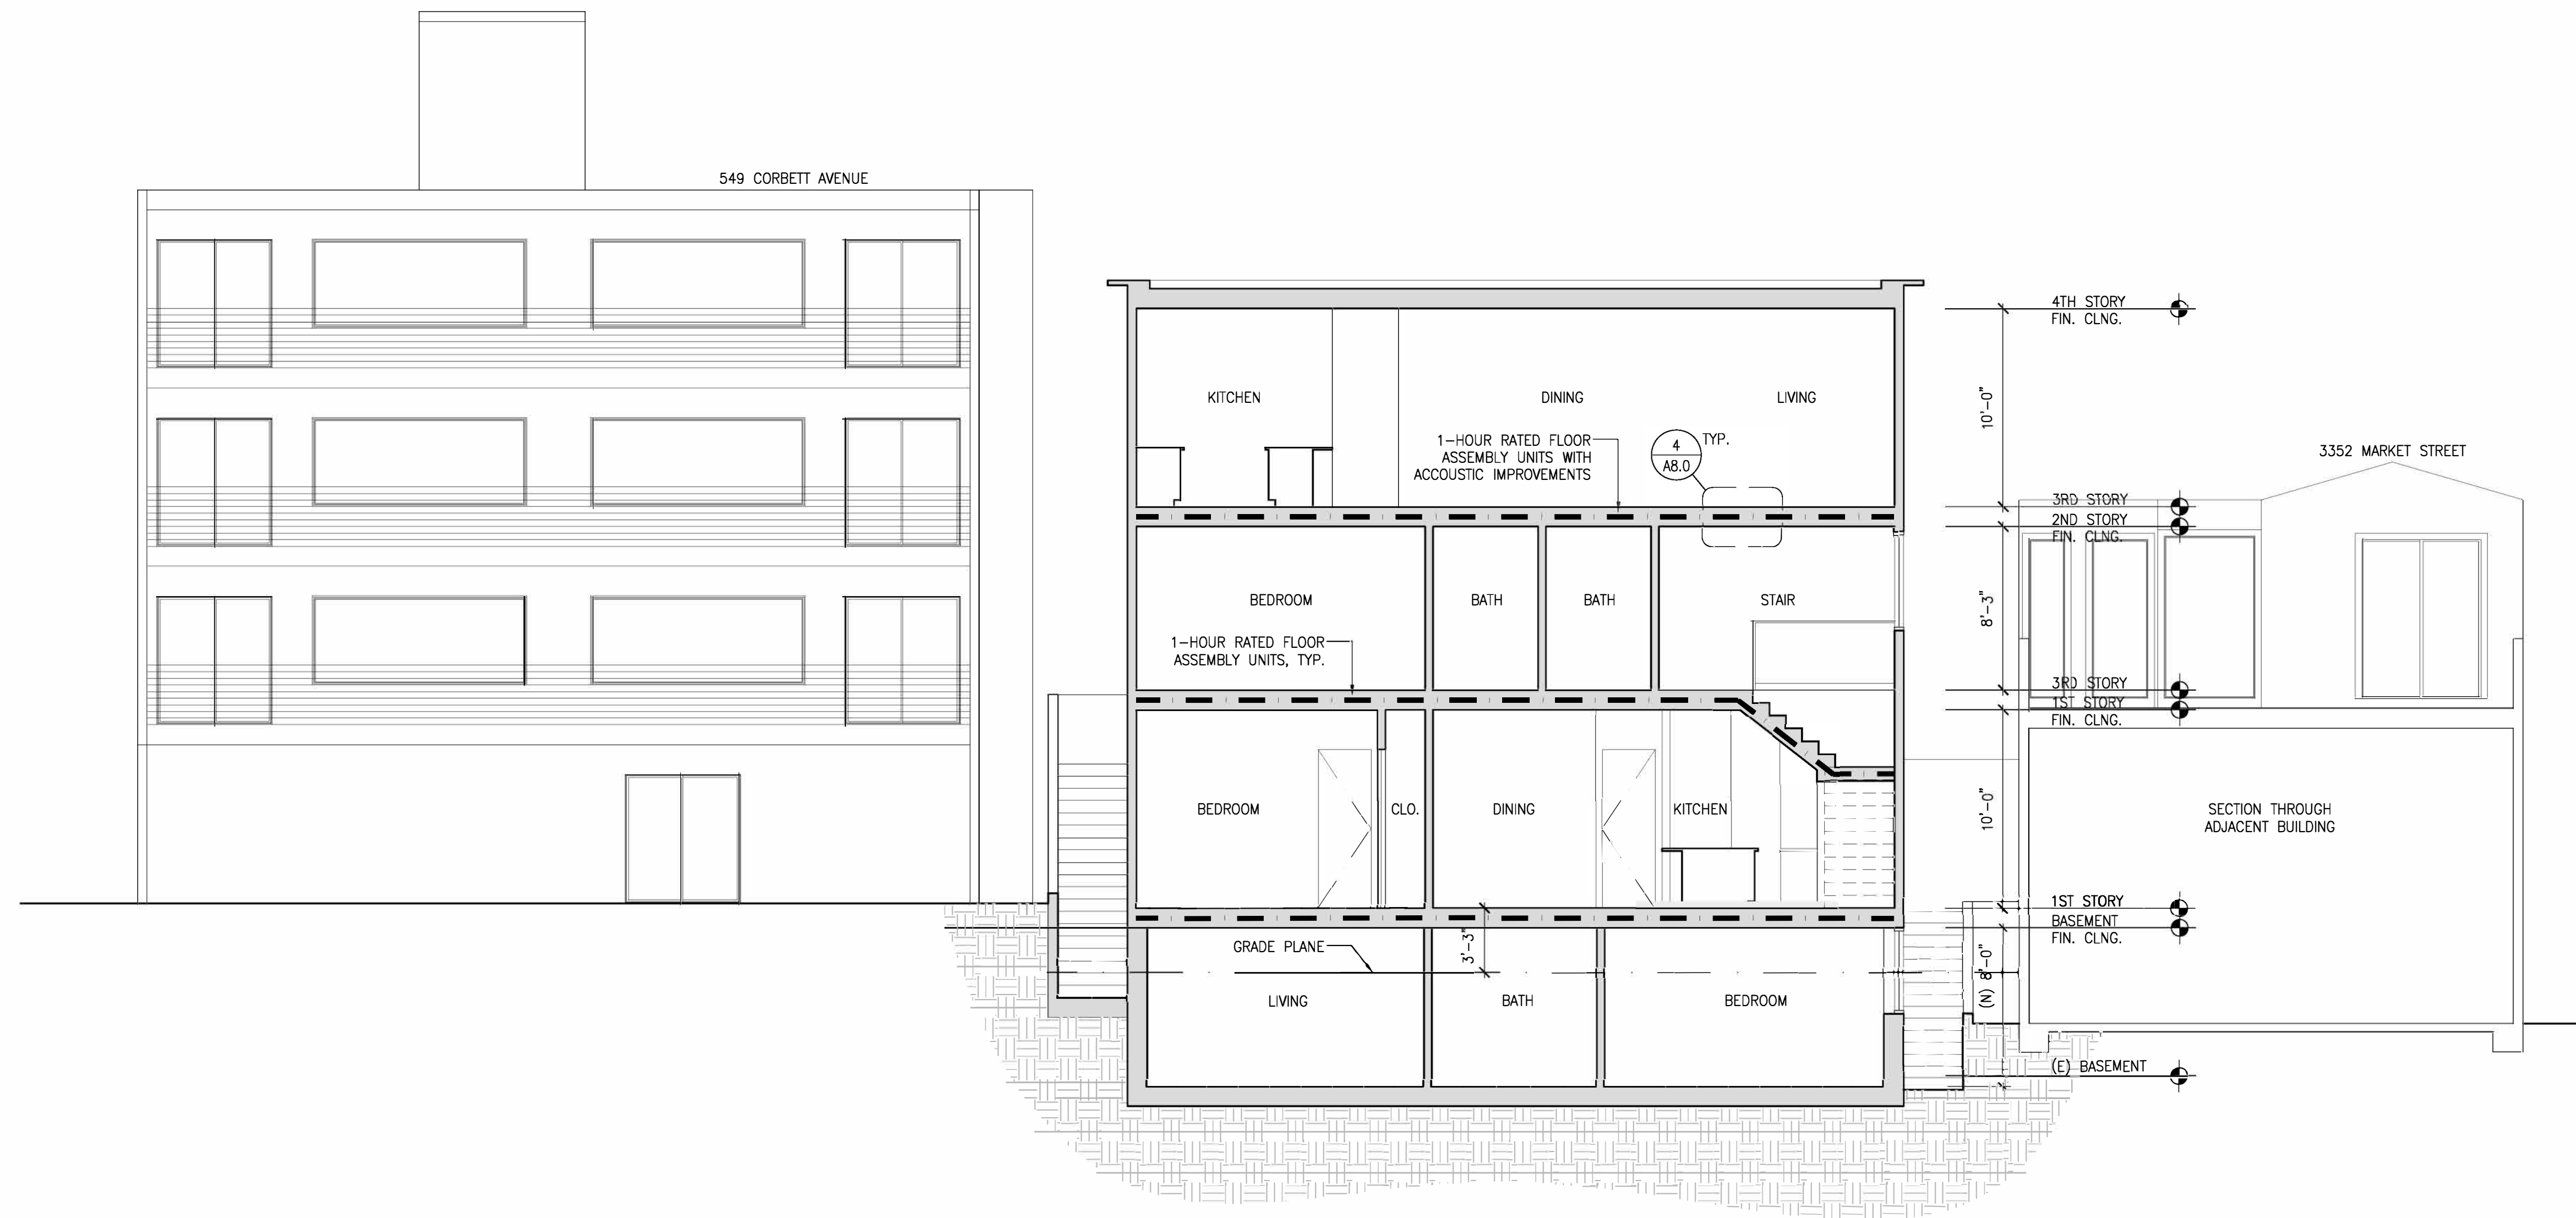 549 CORBETT AVENUE
4TH STORY
FIN. CLNG.
KITCHEN
DINING
LIVING
10'-0"
1-HOUR RATED FLOOR
ASSEMBLY UNITS WITH
ACCOUSTIC IMPROVEMENTS
4
A8.0
TYP.
3352 MARKET STREET
3RD STORY
2ND STORY
FIN. CLNG.
BEDROOM
BATH
BATH
STAIR
8'-3"
1-HOUR RATED FLOOR
ASSEMBLY UNITS, TYP.
3RD STORY
1ST STORY
FIN. CLNG.
BEDROOM
CLO.
DINING
KITCHEN
10'-0"
SECTION THROUGH
ADJACENT BUILDING
1ST STORY
BASEMENT
FIN. CLNG.
GRADE PLANE
3'-3"
(N) 8'-0"
LIVING
BATH
BEDROOM
(E) BASEMENT